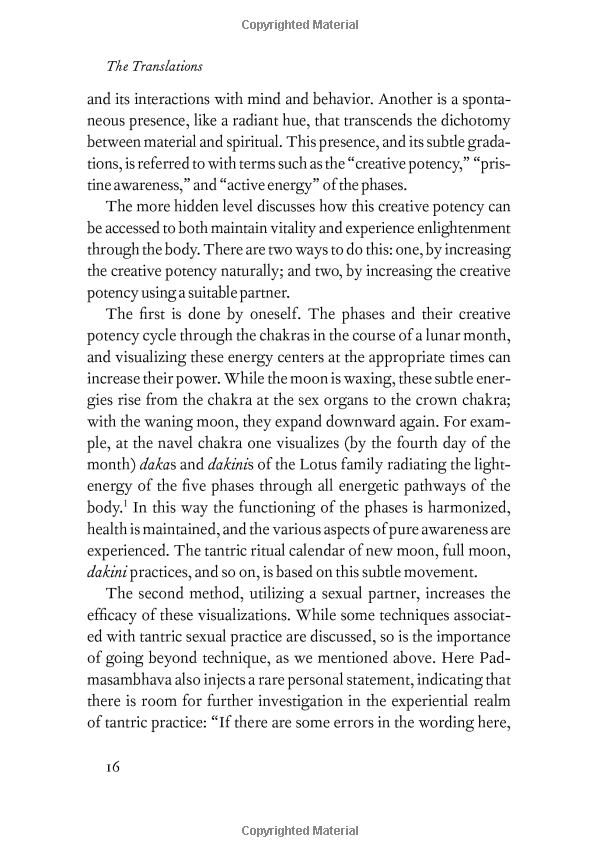 Copyrighted Material
The Translations
and its interactions with mind and behavior. Another is a sponta-
neous presence, like a radiant hue, that transcends the dichotomy
between material and spiritual. This presence, and its subtle grada-
tions, is referred to with terms such as the “creative potency,” “pris-
tine awareness,” and “active energy” of the phases.
The more hidden level discusses how this creative potency can
be accessed to both maintain vitality and experience enlightenment
through the body. There are two ways to do this: one, by increasing
the creative potency naturally; and two, by increasing the creative
potency using a suitable partner.
The first is done by oneself. The phases and their creative
potency cycle through the chakras in the course of a lunar month,
and visualizing these energy centers at the appropriate times can
increase their power. While the moon is waxing, these subtle ener-
gies rise from the chakra at the sex organs to the crown chakra;
with the waning moon, they expand downward again. For exam-
ple, at the navel chakra one visualizes (by the fourth day of the
month) dakas and dakinis of the Lotus family radiating the light-
energy of the five phases through all energetic pathways of the
body.1 In this way the functioning of the phases is harmonized,
health is maintained, and the various aspects of pure awareness are
experienced. The tantric ritual calendar of new moon, full moon,
dakini practices, and so on, is based on this subtle movement.
The second method, utilizing a sexual partner, increases the
efficacy of these visualizations. While some techniques associat-
ed with tantric sexual practice are discussed, so is the importance
of going beyond technique, as we mentioned above. Here Pad-
masambhava also injects a rare personal statement, indicating that
there is room for further investigation in the experiential realm
of tantric practice: “If there are some errors in the wording here,
16
Copyrighted Material